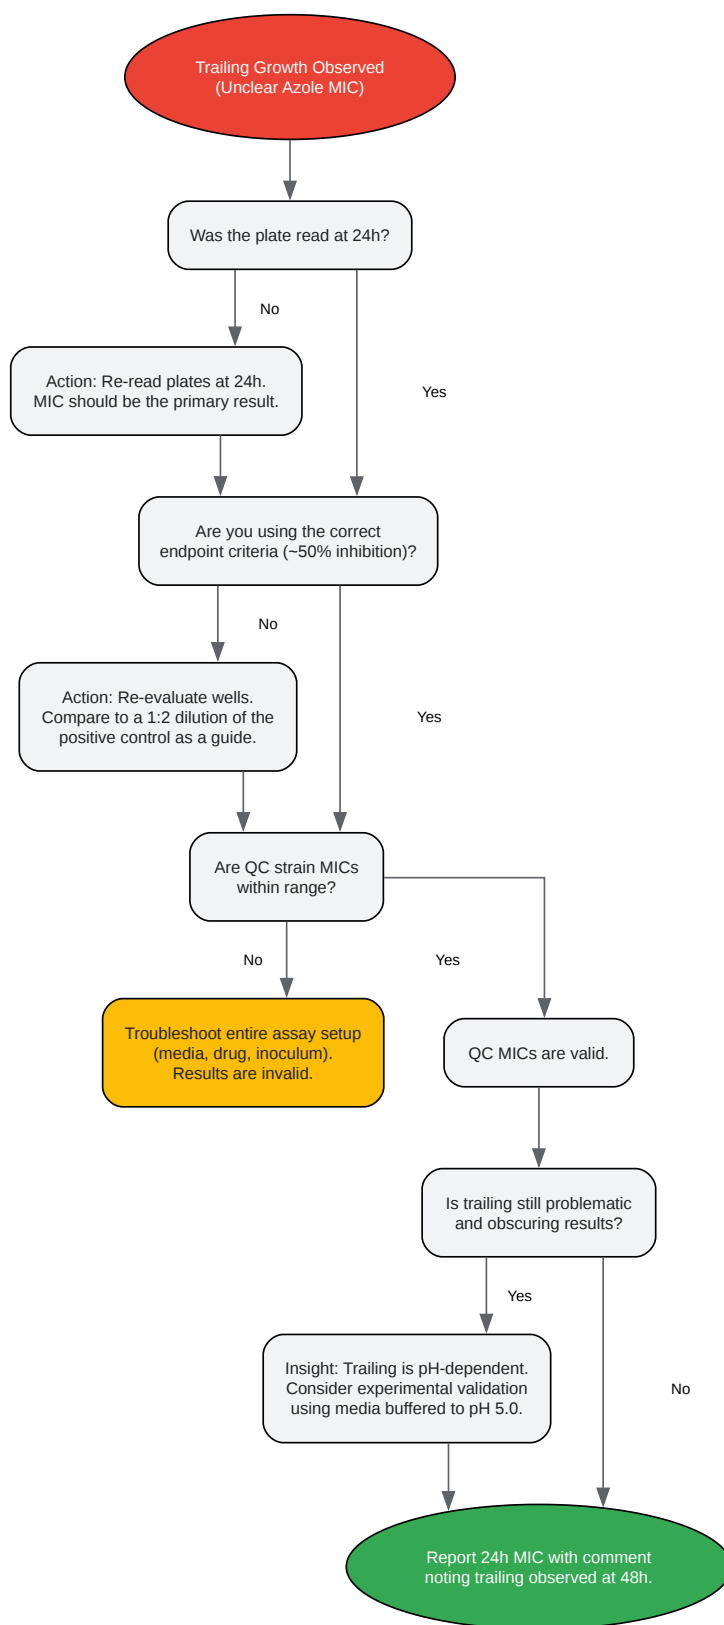 Trailing Growth Observed
(Unclear Azole MIC)
Was the plate read at 24h?
No
Action: Re-read plates at 24h.
MIC should be the primary result.
Yes
Are you using the correct
endpoint criteria (~50% inhibition)?
No
Action: Re-evaluate wells.
Compare to a 1:2 dilution of the
positive control as a guide.
Yes
Are QC strain MICs
within range?
No
Yes
Troubleshoot entire assay setup
(media, drug, inoculum).
Results are invalid.
QC MICs are valid.
Is trailing still problematic
and obscuring results?
Yes
Insight: Trailing is pH-dependent.
Consider experimental validation
using media buffered to pH 5.0.
No
Report 24h MIC with comment
noting trailing observed at 48h.